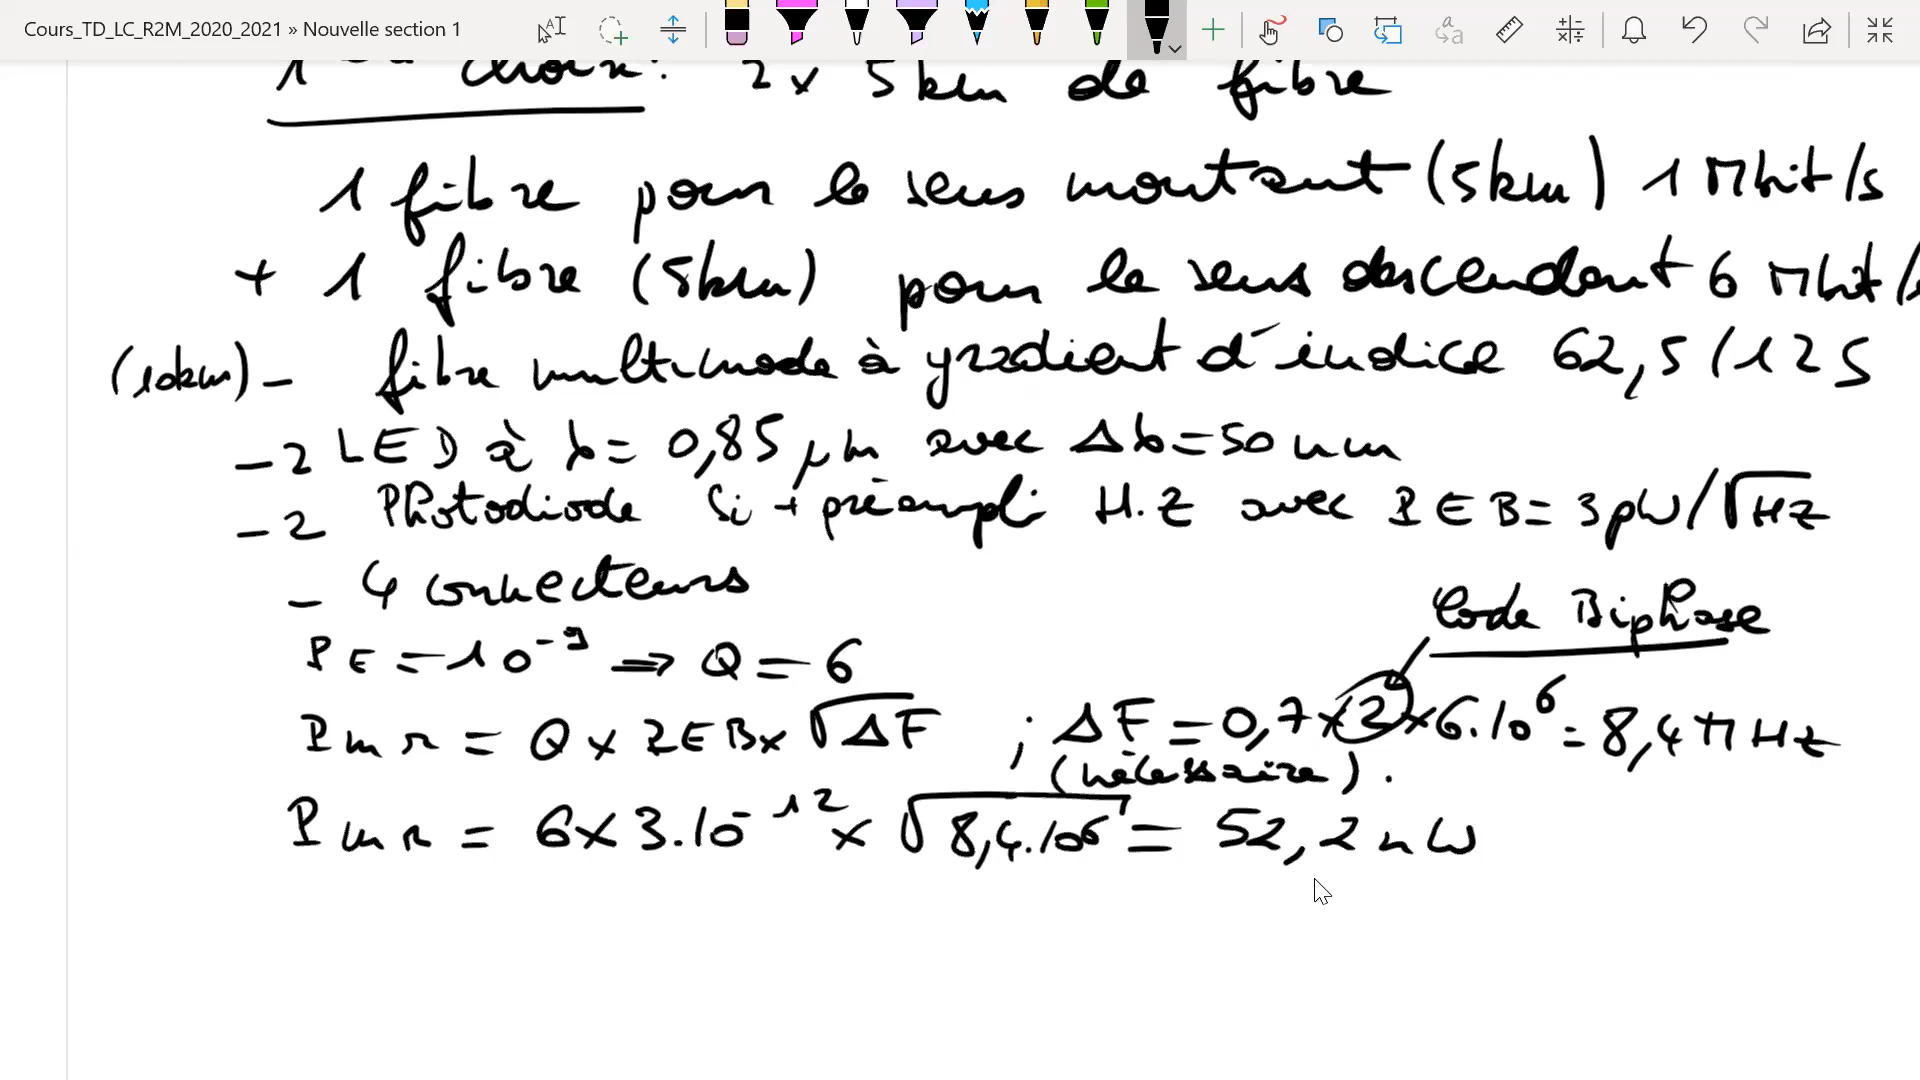 Cours_TD_LC_R2M_2020_2021 » Nouvelle section 1
choix : 2 x 5km de fibre
1 fibre pour le sens montant (5km) 1 Mbit/s
+ 1 fibre (5km) pour le sens descendant 6 Mbit/s
(10km) - fibre multimode à gradient d'indice 62,5/125
- 2 LED à λ = 0,85 μm avec Δλ = 50 nm
- 2 Photodiode Si + préampli H.Z avec PEB = 3pW/√Hz
- 4 connecteurs
Code Biphase
PE = 10⁻⁹ ⇒ Q = 6
Pmr = Q x PEB x √ΔF ; ΔF = 0,7 x 2 x 6.10⁶ = 8,4 MHz
(nécessaire).
Pmr = 6 x 3.10⁻¹² x √8,4.10⁶ = 52,2 nW